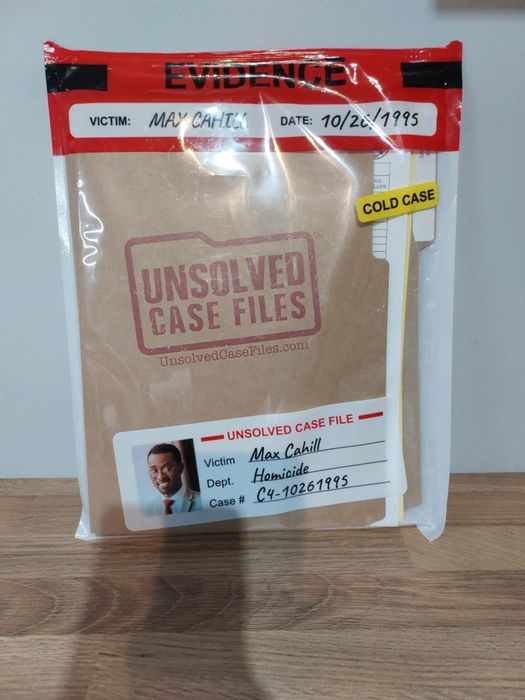 EVIDENCE
VICTIM: MAX CAHILL DATE: 10/26/1995
COLD CASE
UNSOLVED
CASE FILES
UnsolvedCaseFiles.com
UNSOLVED CASE FILE
Victim Max Cahill
Dept. Homicide
Case # C4-10261995